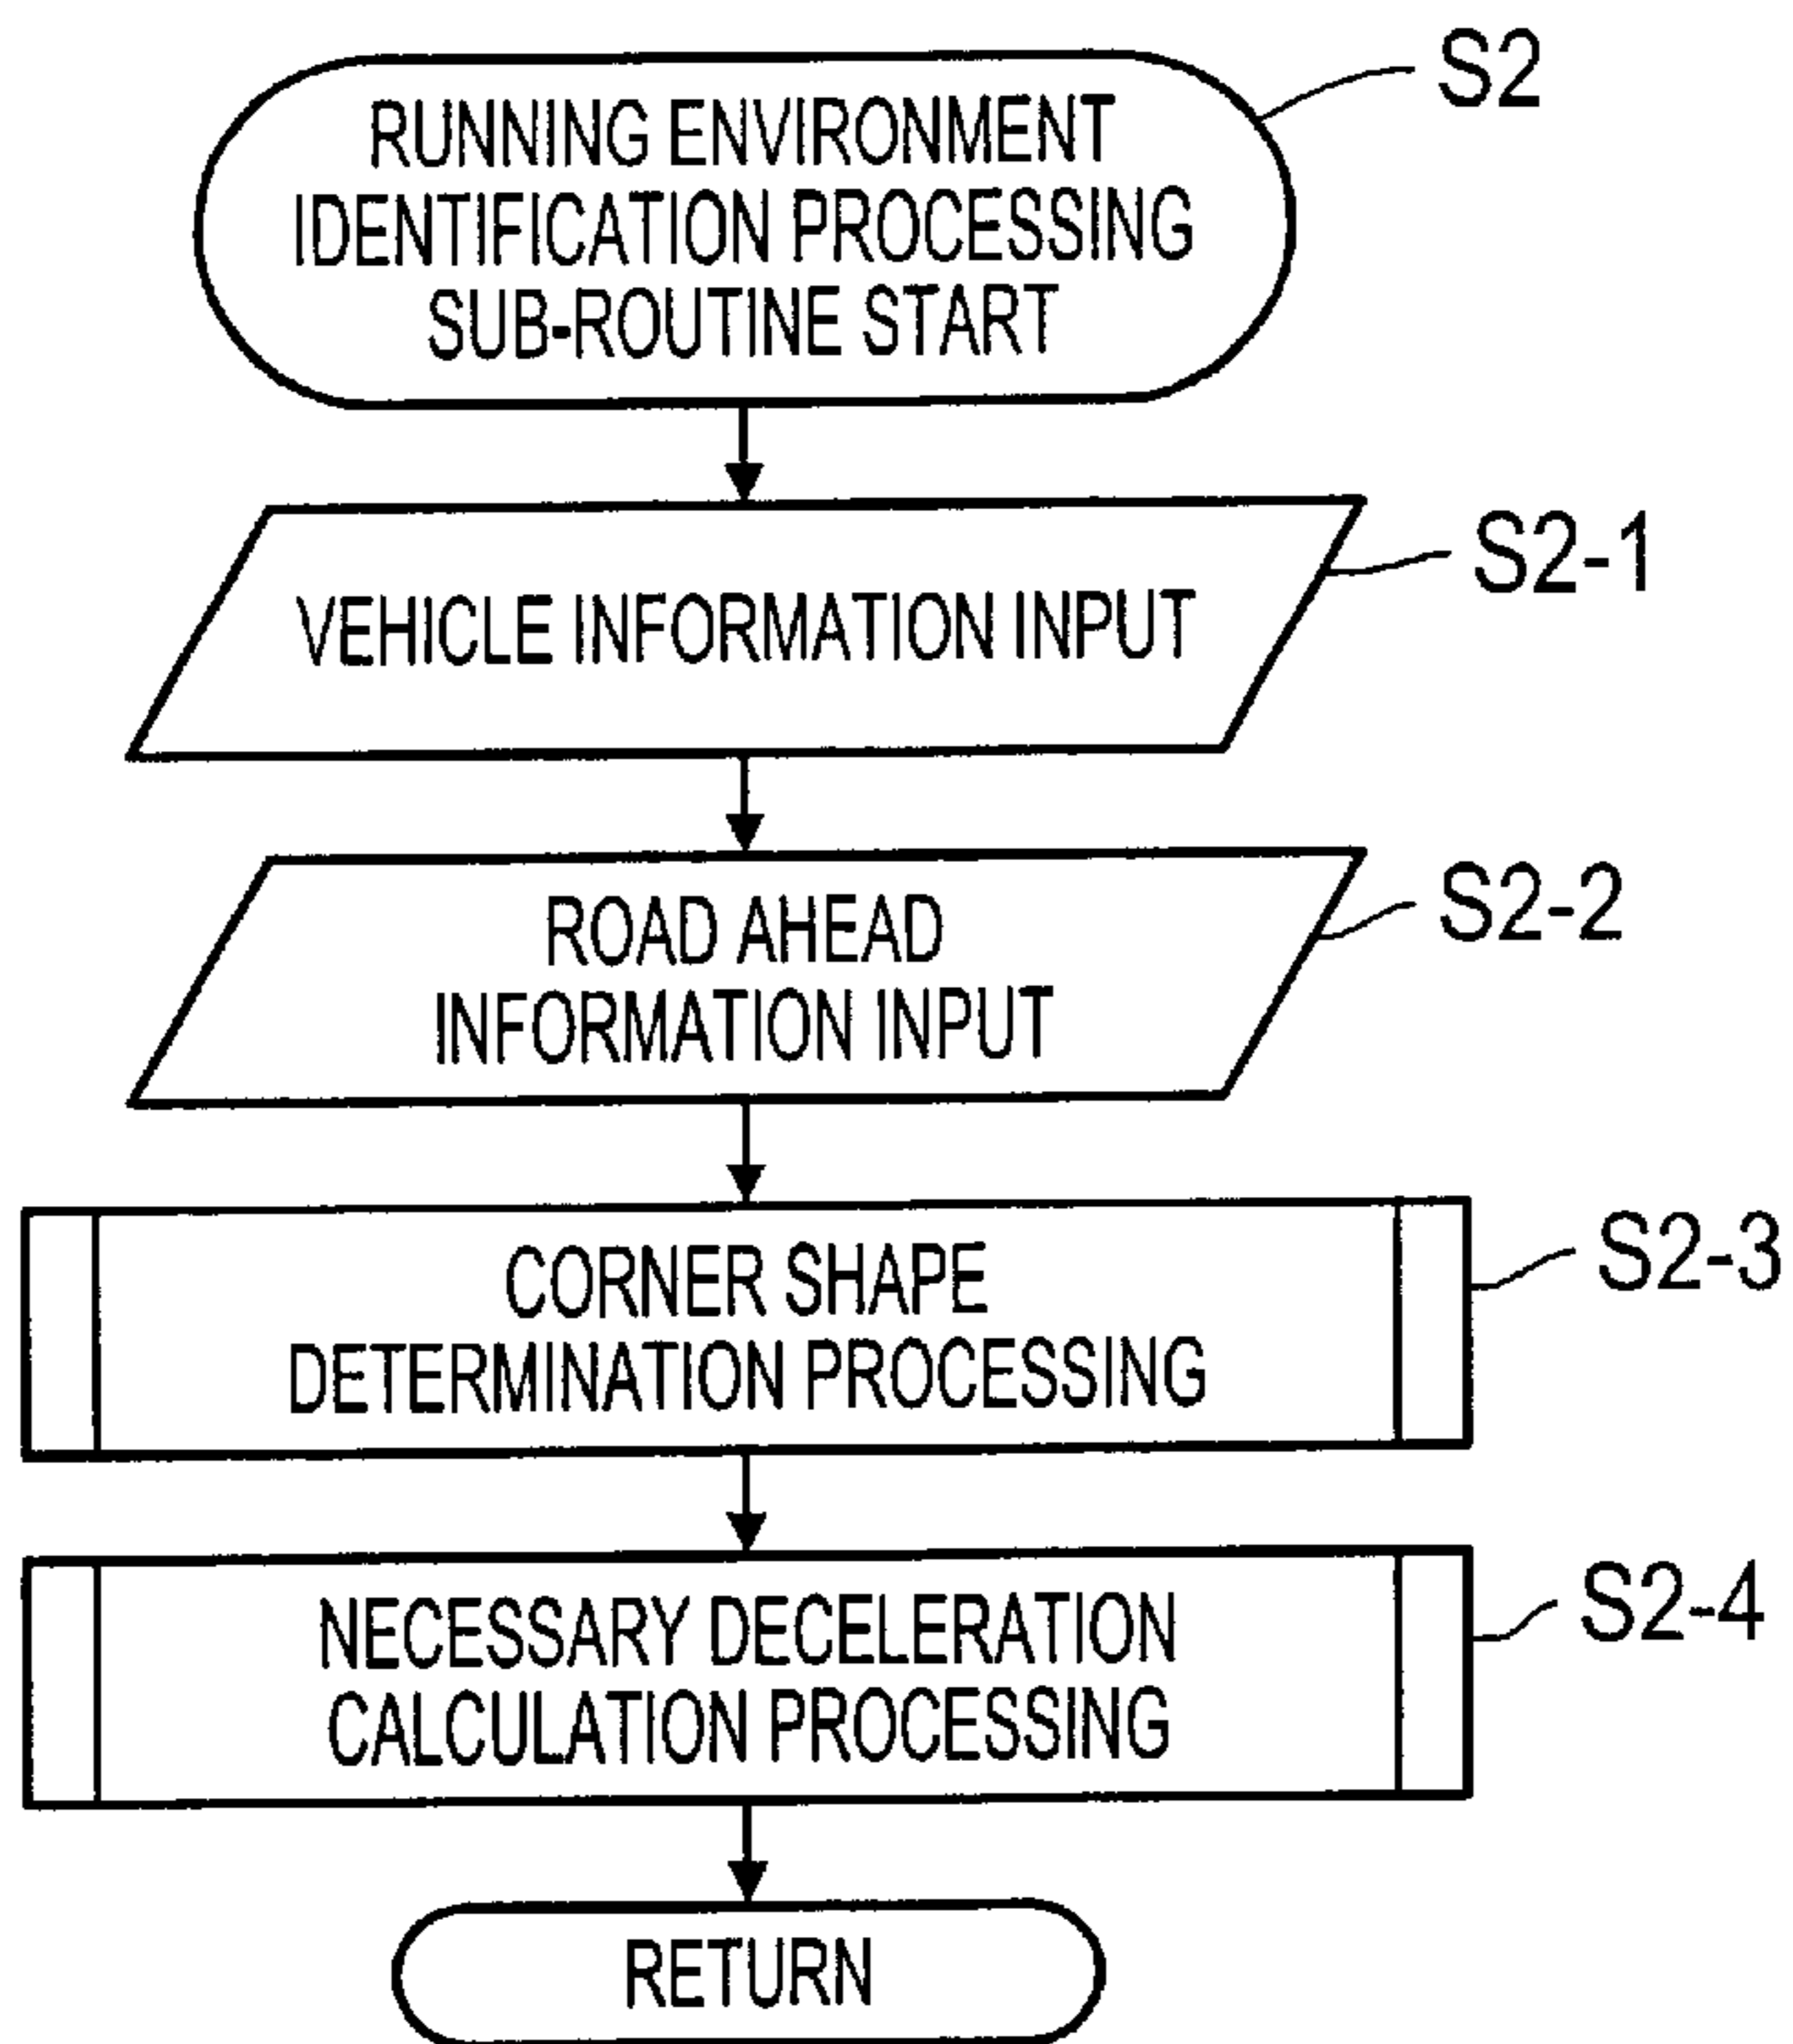 S2
RUNNING ENVIRONMENT
IDENTIFICATION PROCESSING
SUB-ROUTINE START
S2-1
VEHICLE INFORMATION INPUT
S2-2
ROAD AHEAD
INFORMATION INPUT
S2-3
CORNER SHAPE
DETERMINATION PROCESSING
S2-4
NECESSARY DECELERATION
CALCULATION PROCESSING
RETURN